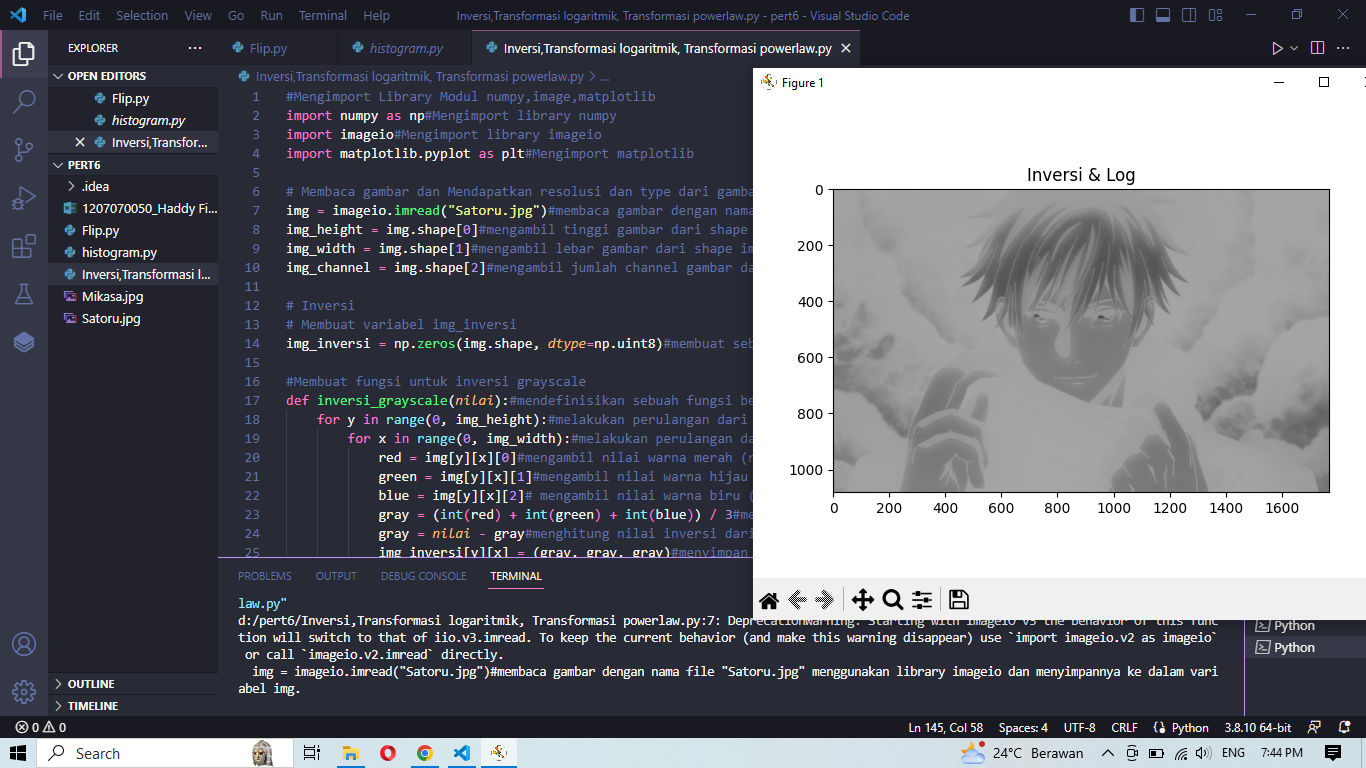 File Edit Selection View Go Run Terminal Help
Inversi,Transformasi logaritmik, Transformasi powerlaw.py - pert6 - Visual Studio Code
EXPLORER
Flip.py
histogram.py
Inversi,Transformasi logaritmik, Transformasi powerlaw.py
OPEN EDITORS
Flip.py
histogram.py
Inversi,Transfor...
PERT6
.idea
1207070050_Haddy Fi...
Flip.py
histogram.py
Inversi,Transformasi l...
Mikasa.jpg
Satoru.jpg
OUTLINE
TIMELINE
Inversi,Transformasi logaritmik, Transformasi powerlaw.py > ...
1 #Mengimport Library Modul numpy,image,matplotlib
2 import numpy as np#Mengimport library numpy
3 import imageio#Mengimport library imageio
4 import matplotlib.pyplot as plt#Mengimport matplotlib
5
6 # Membaca gambar dan Mendapatkan resolusi dan type dari gamba
7 img = imageio.imread("Satoru.jpg")#membaca gambar dengan nama
8 img_height = img.shape[0]#mengambil tinggi gambar dari shape
9 img_width = img.shape[1]#mengambil lebar gambar dari shape im
10 img_channel = img.shape[2]#mengambil jumlah channel gambar da
11
12 # Inversi
13 # Membuat variabel img_inversi
14 img_inversi = np.zeros(img.shape, dtype=np.uint8)#membuat seb
15
16 #Membuat fungsi untuk inversi grayscale
17 def inversi_grayscale(nilai):#mendefinisikan sebuah fungsi be
18 for y in range(0, img_height):#melakukan perulangan dari
19 for x in range(0, img_width):#melakukan perulangan da
20 red = img[y][x][0]#mengambil nilai warna merah (r
21 green = img[y][x][1]#mengambil nilai warna hijau
22 blue = img[y][x][2]# mengambil nilai warna biru (
23 gray = (int(red) + int(green) + int(blue)) / 3#me
24 gray = nilai - gray#menghitung nilai inversi dari
25 img_inversi[y][x] = (gray, gray, gray)#menyimpan
Figure 1
Inversi & Log
0
200
400
600
800
1000
0 200 400 600 800 1000 1200 1400 1600
PROBLEMS OUTPUT DEBUG CONSOLE TERMINAL
law.py"
d:/pert6/Inversi,Transformasi logaritmik, Transformasi powerlaw.py:7: DeprecationWarning: Starting with ImageIO v3 the behavior of this func
tion will switch to that of iio.v3.imread. To keep the current behavior (and make this warning disappear) use `import imageio.v2 as imageio`
or call `imageio.v2.imread` directly.
img = imageio.imread("Satoru.jpg")#membaca gambar dengan nama file "Satoru.jpg" menggunakan library imageio dan menyimpannya ke dalam vari
abel img.
Python
Python
0 0
Ln 145, Col 58 Spaces: 4 UTF-8 CRLF Python 3.8.10 64-bit
Search
24°C Berawan
ENG
7:44 PM